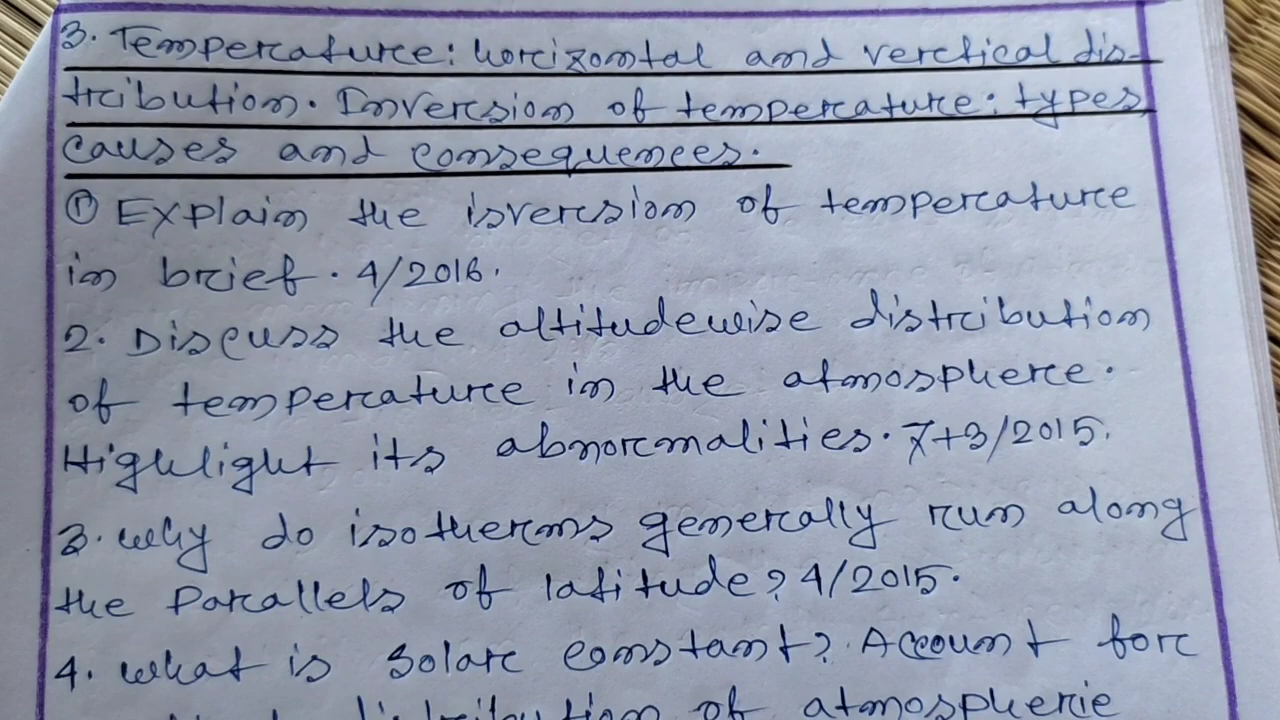 3. Temperature: horizontal and vertical dis-
tribution. Inversion of temperature: types,
causes and consequences.
① Explain the isversion of temperature
in brief. 4/2016.
2. Discuss the altitudewise distribution
of temperature in the atmosphere.
Highlight its abnormalities. 7+3/2015.
3. why do isotherms generally run along
the parallels of latitude? 4/2015.
4. what is solar constant? Account for
distribution of atmospheric